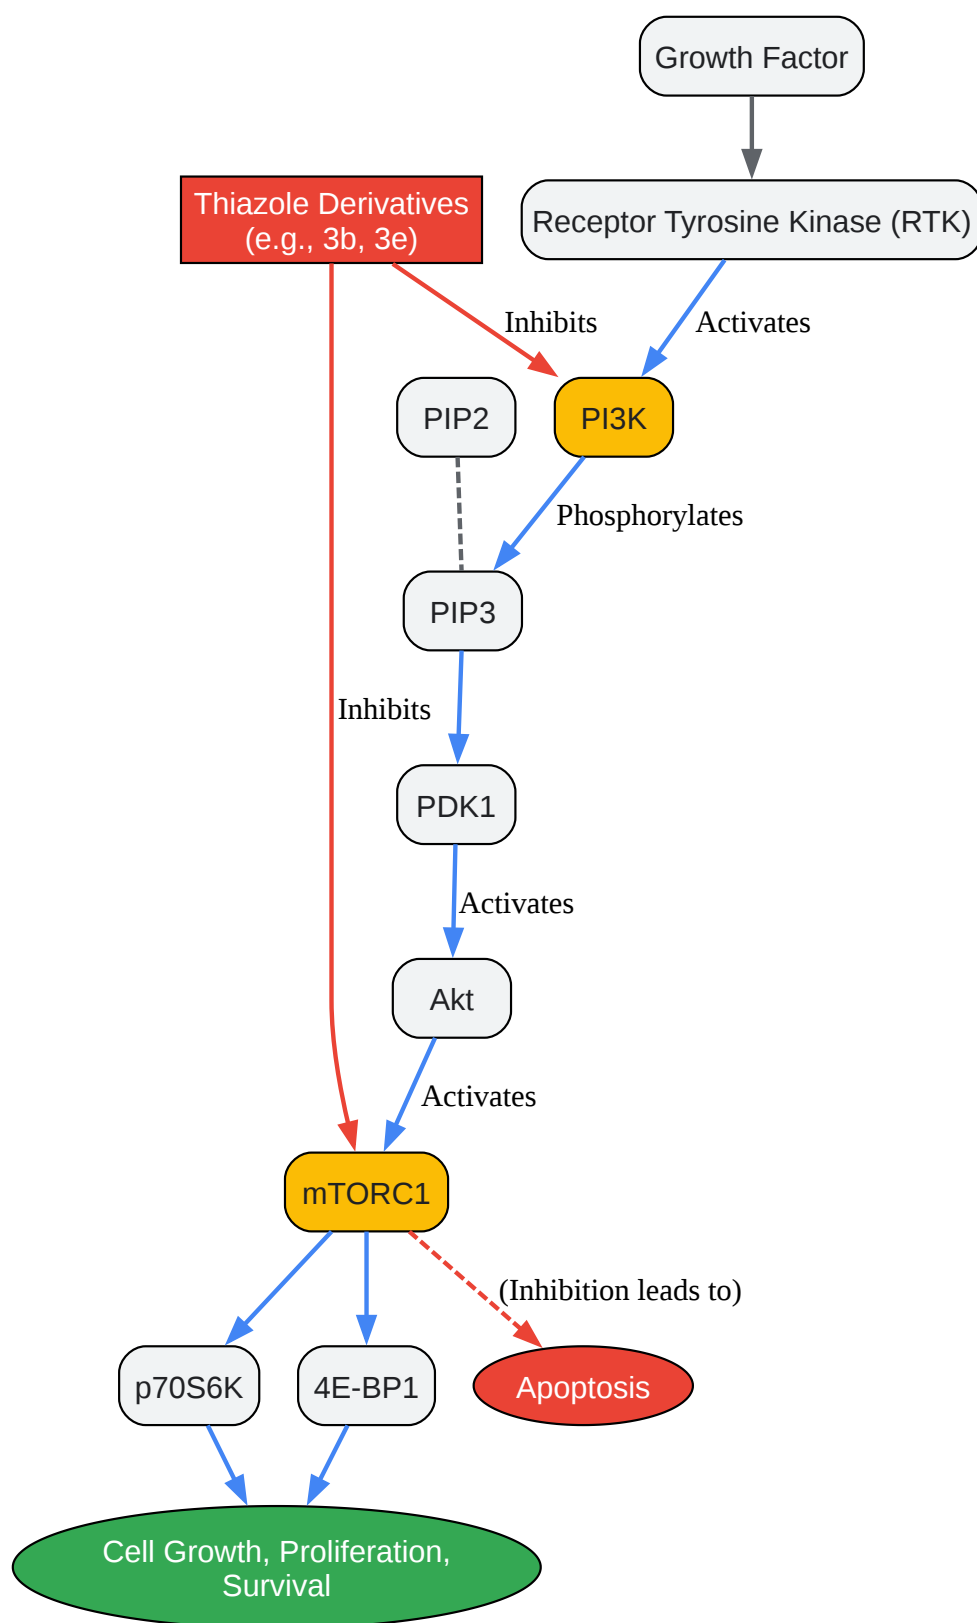 Growth Factor
Thiazole Derivatives
(e.g., 3b, 3e)
Receptor Tyrosine Kinase (RTK)
Inhibits
Activates
PIP2
PI3K
Phosphorylates
PIP3
Inhibits
PDK1
Activates
Akt
Activates
mTORC1
(Inhibition leads to)
p70S6K
4E-BP1
Apoptosis
Cell Growth, Proliferation,
Survival